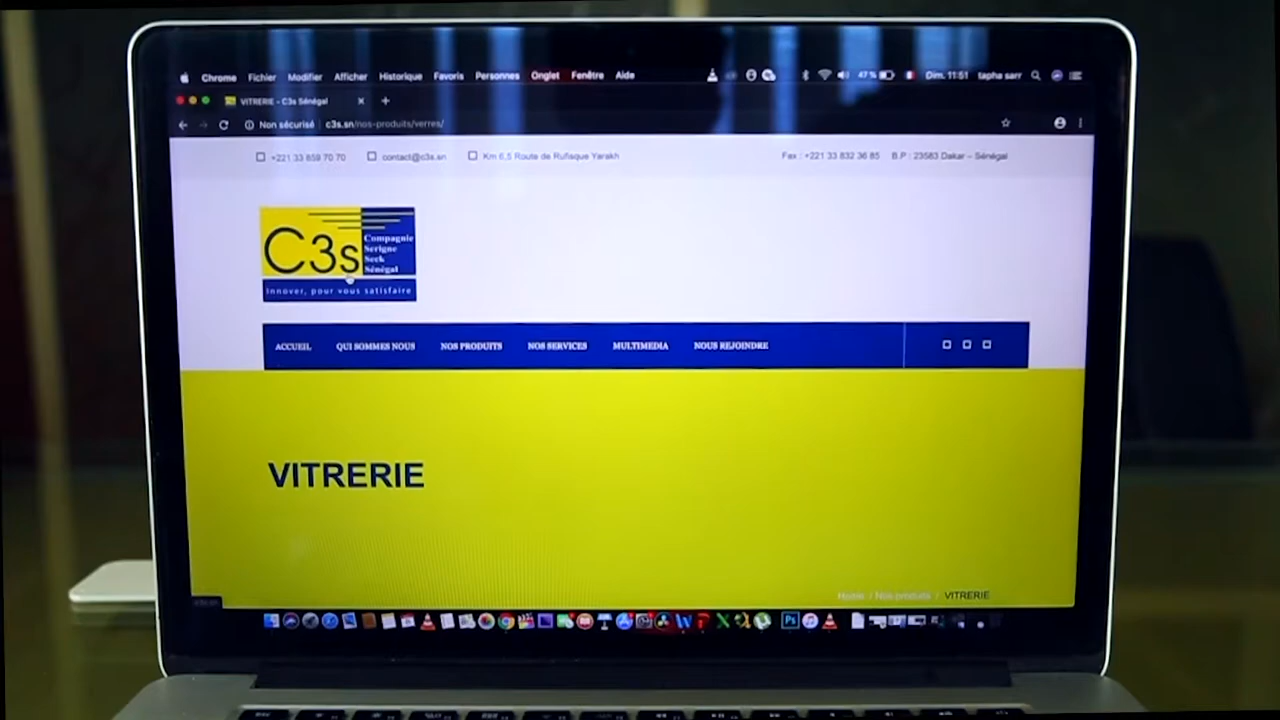 Chrome Fichier Modifier Afficher Historique Favoris Personnes Onglet Fenêtre Aide 47 % Dim. 11:51 tapha sarr
VITRERIE - C3s Sénégal
Non sécurisé c3s.sn/nos-produits/verres/
+221 33 859 70 70 contact@c3s.sn Km 6,5 Route de Rufisque Yarakh Fax : +221 33 832 36 85 B.P : 23583 Dakar – Sénégal
C3s
Compagnie
Serigne
Seck
Sénégal
Innover, pour vous satisfaire
ACCUEIL QUI SOMMES NOUS NOS PRODUITS NOS SERVICES MULTIMEDIA NOUS REJOINDRE
VITRERIE
Home / Nos produits / VITRERIE
Ps